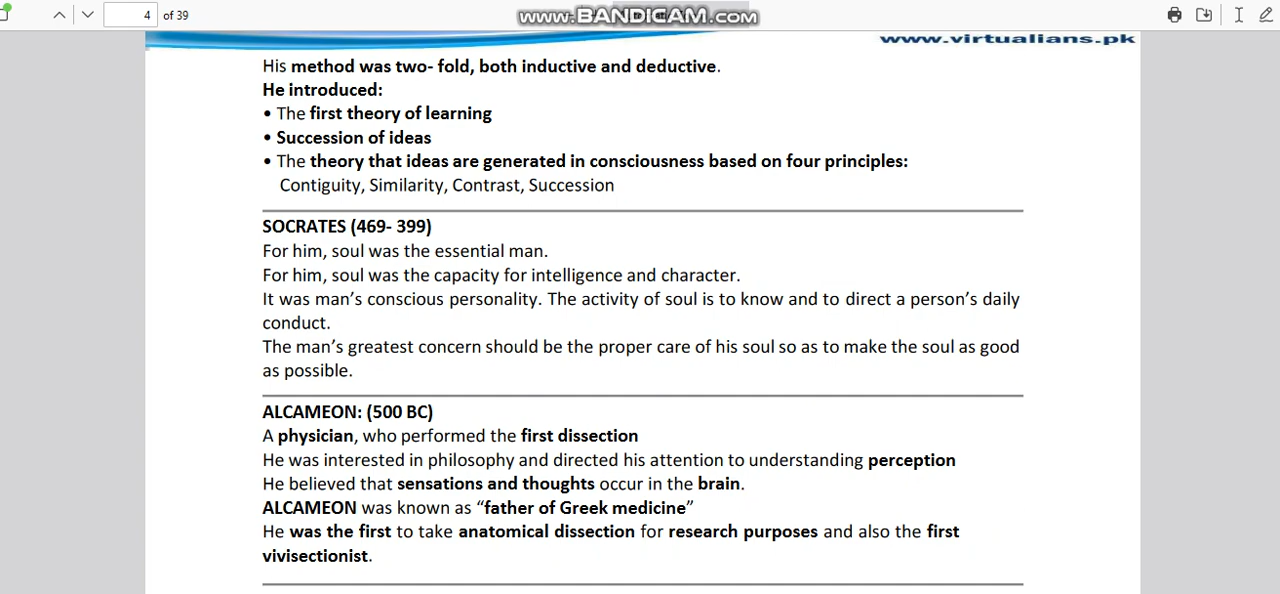 4 of 39
www.BANDICAM.com
www.virtualians.pk
His method was two- fold, both inductive and deductive.
He introduced:
• The first theory of learning
• Succession of ideas
• The theory that ideas are generated in consciousness based on four principles:
Contiguity, Similarity, Contrast, Succession
SOCRATES (469- 399)
For him, soul was the essential man.
For him, soul was the capacity for intelligence and character.
It was man’s conscious personality. The activity of soul is to know and to direct a person’s daily
conduct.
The man’s greatest concern should be the proper care of his soul so as to make the soul as good
as possible.
ALCAMEON: (500 BC)
A physician, who performed the first dissection
He was interested in philosophy and directed his attention to understanding perception
He believed that sensations and thoughts occur in the brain.
ALCAMEON was known as “father of Greek medicine”
He was the first to take anatomical dissection for research purposes and also the first
vivisectionist.